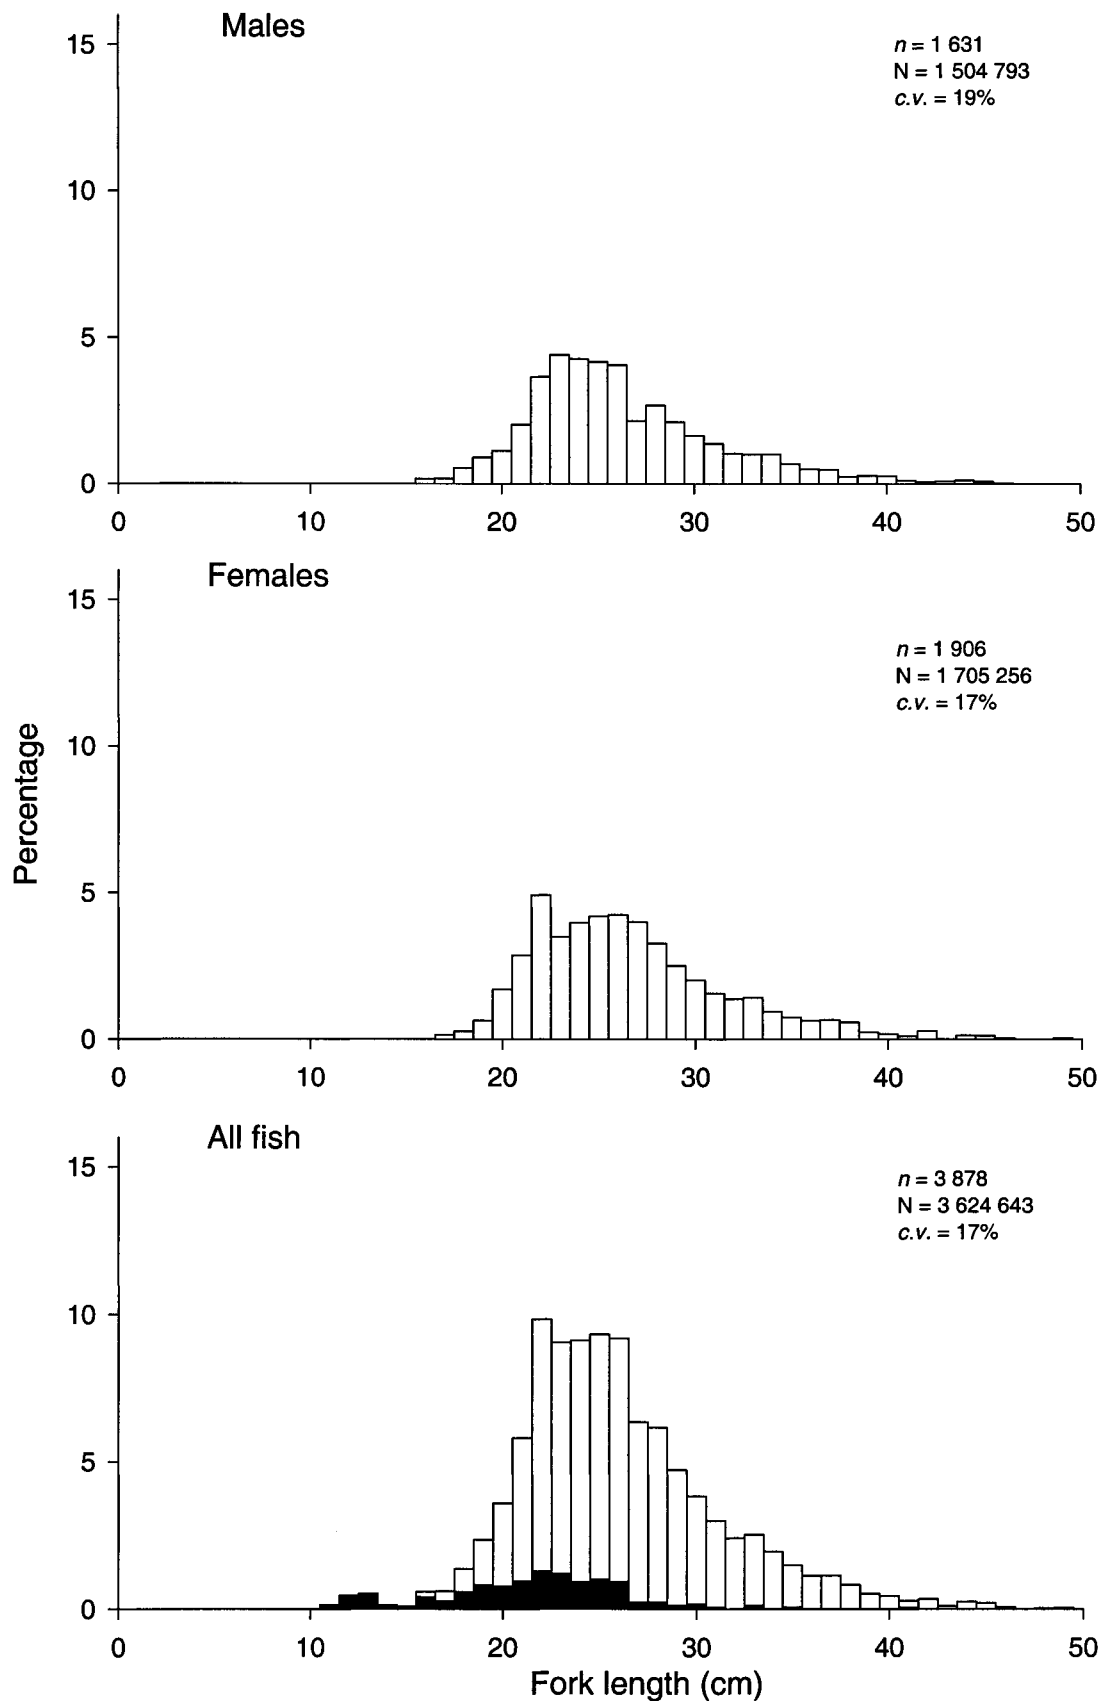 Males
n = 1 631
N = 1 504 793
c.v. = 19%
15
10
5
0
0 10 20 30 40 50
Females
n = 1 906
N = 1 705 256
c.v. = 17%
15
10
5
0
0 10 20 30 40 50
Percentage
All fish
n = 3 878
N = 3 624 643
c.v. = 17%
15
10
5
0
0 10 20 30 40 50
Fork length (cm)